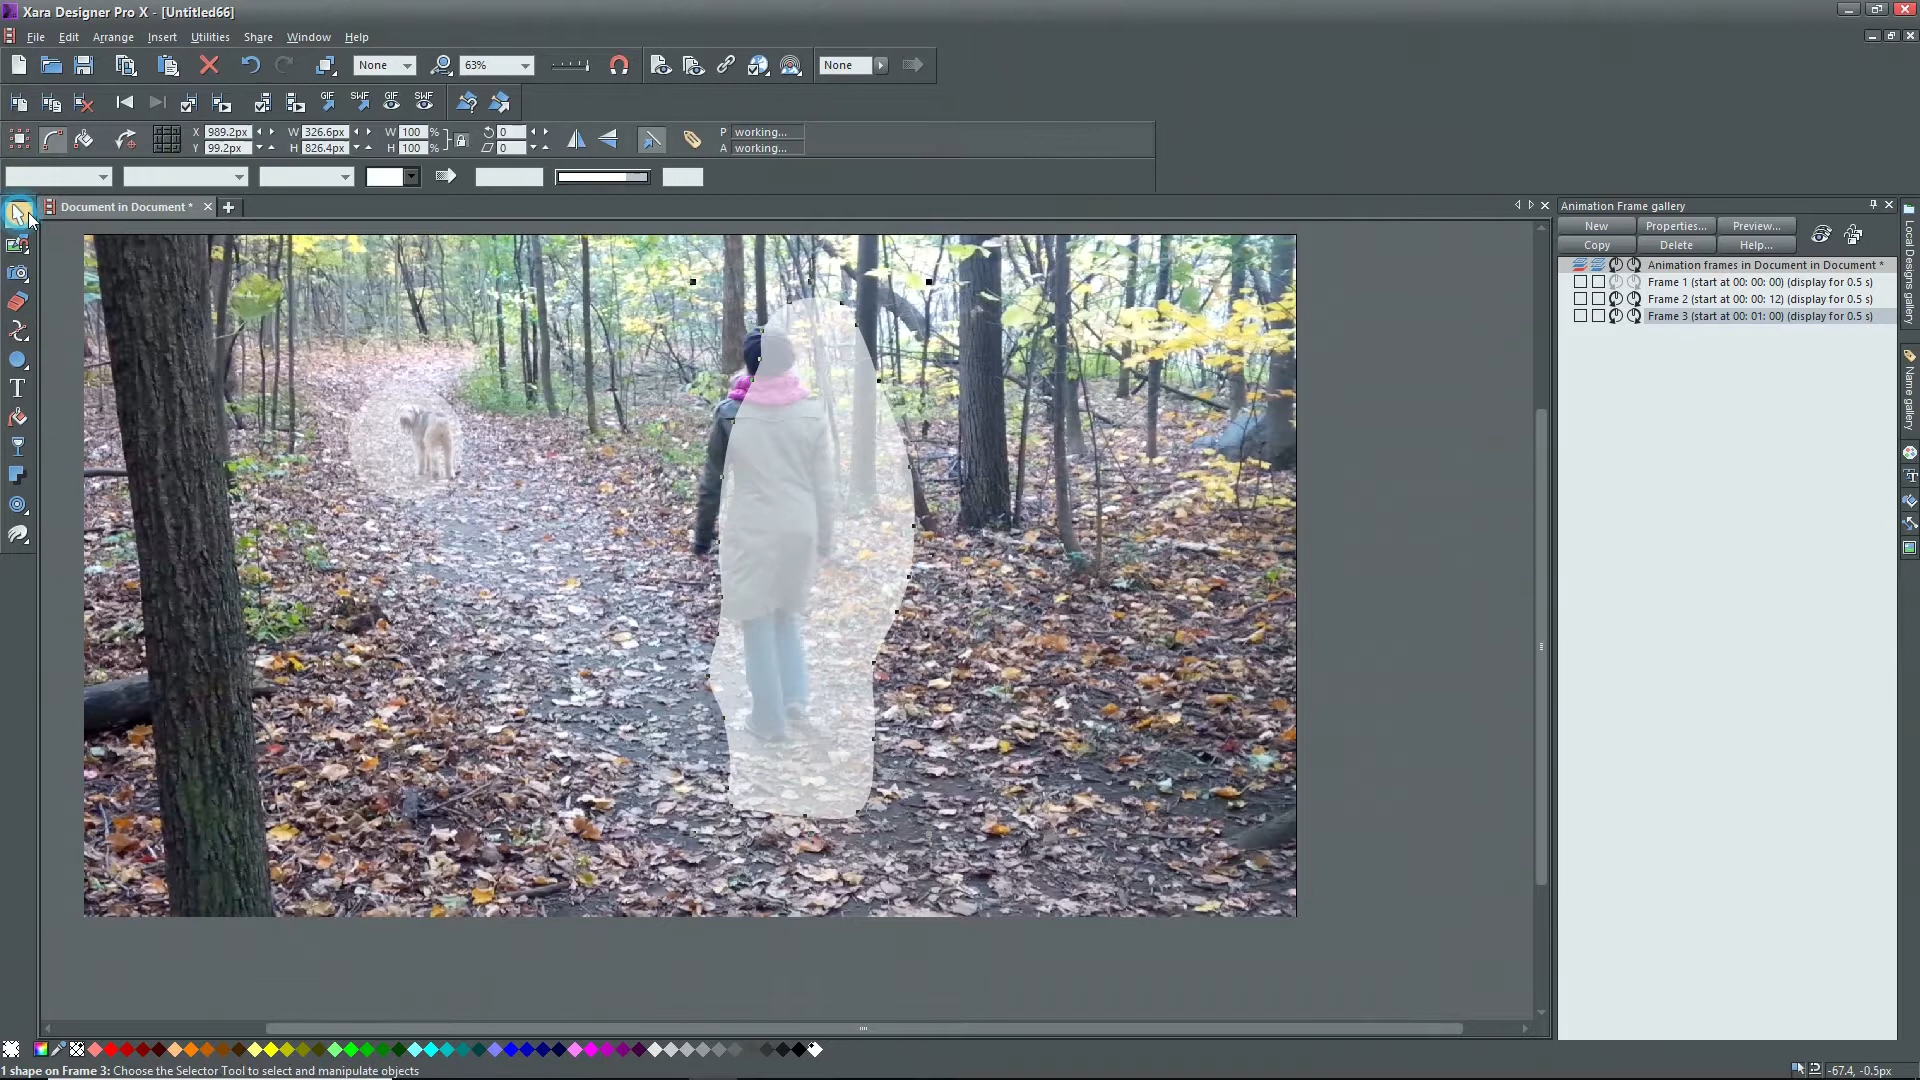 Xara Designer Pro X - [Untitled66]
File Edit Arrange Insert Utilities Share Window Help
None 63% None
GIF SWF GIF SWF
X 989.2px W 326.6px W 100 % 0 P working...
Y 99.2px H 826.4px H 100 % 0 A working...
Document in Document *
Animation Frame gallery
New Properties... Preview...
Copy Delete Help...
Animation frames in Document in Document *
Frame 1 (start at 00: 00: 00) (display for 0.5 s)
Frame 2 (start at 00: 00: 12) (display for 0.5 s)
Frame 3 (start at 00: 01: 00) (display for 0.5 s)
Local Designs gallery
Name gallery
T
1 shape on Frame 3: Choose the Selector Tool to select and manipulate objects
-67.4, -0.5px